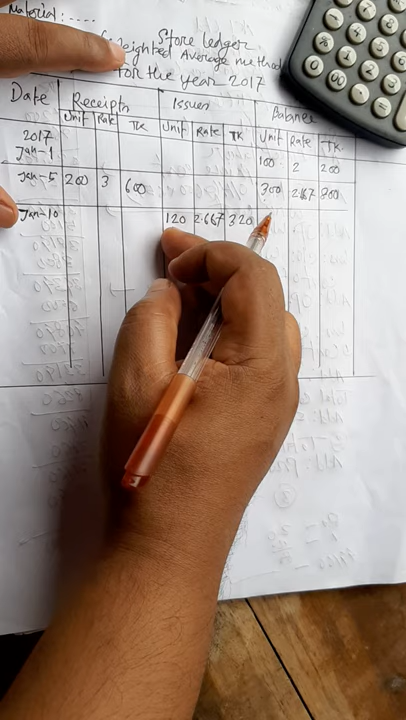 Material:....
Store ledger
Weighted Average method
For the year 2017
Date Receipts Issues Balance
Unit Rate TK Unit Rate TK Unit Rate TK.
2017
Jan-1 100 2 200
Jan-5 200 3 600 300 2.667 800
Jan-10 120 2.667 320